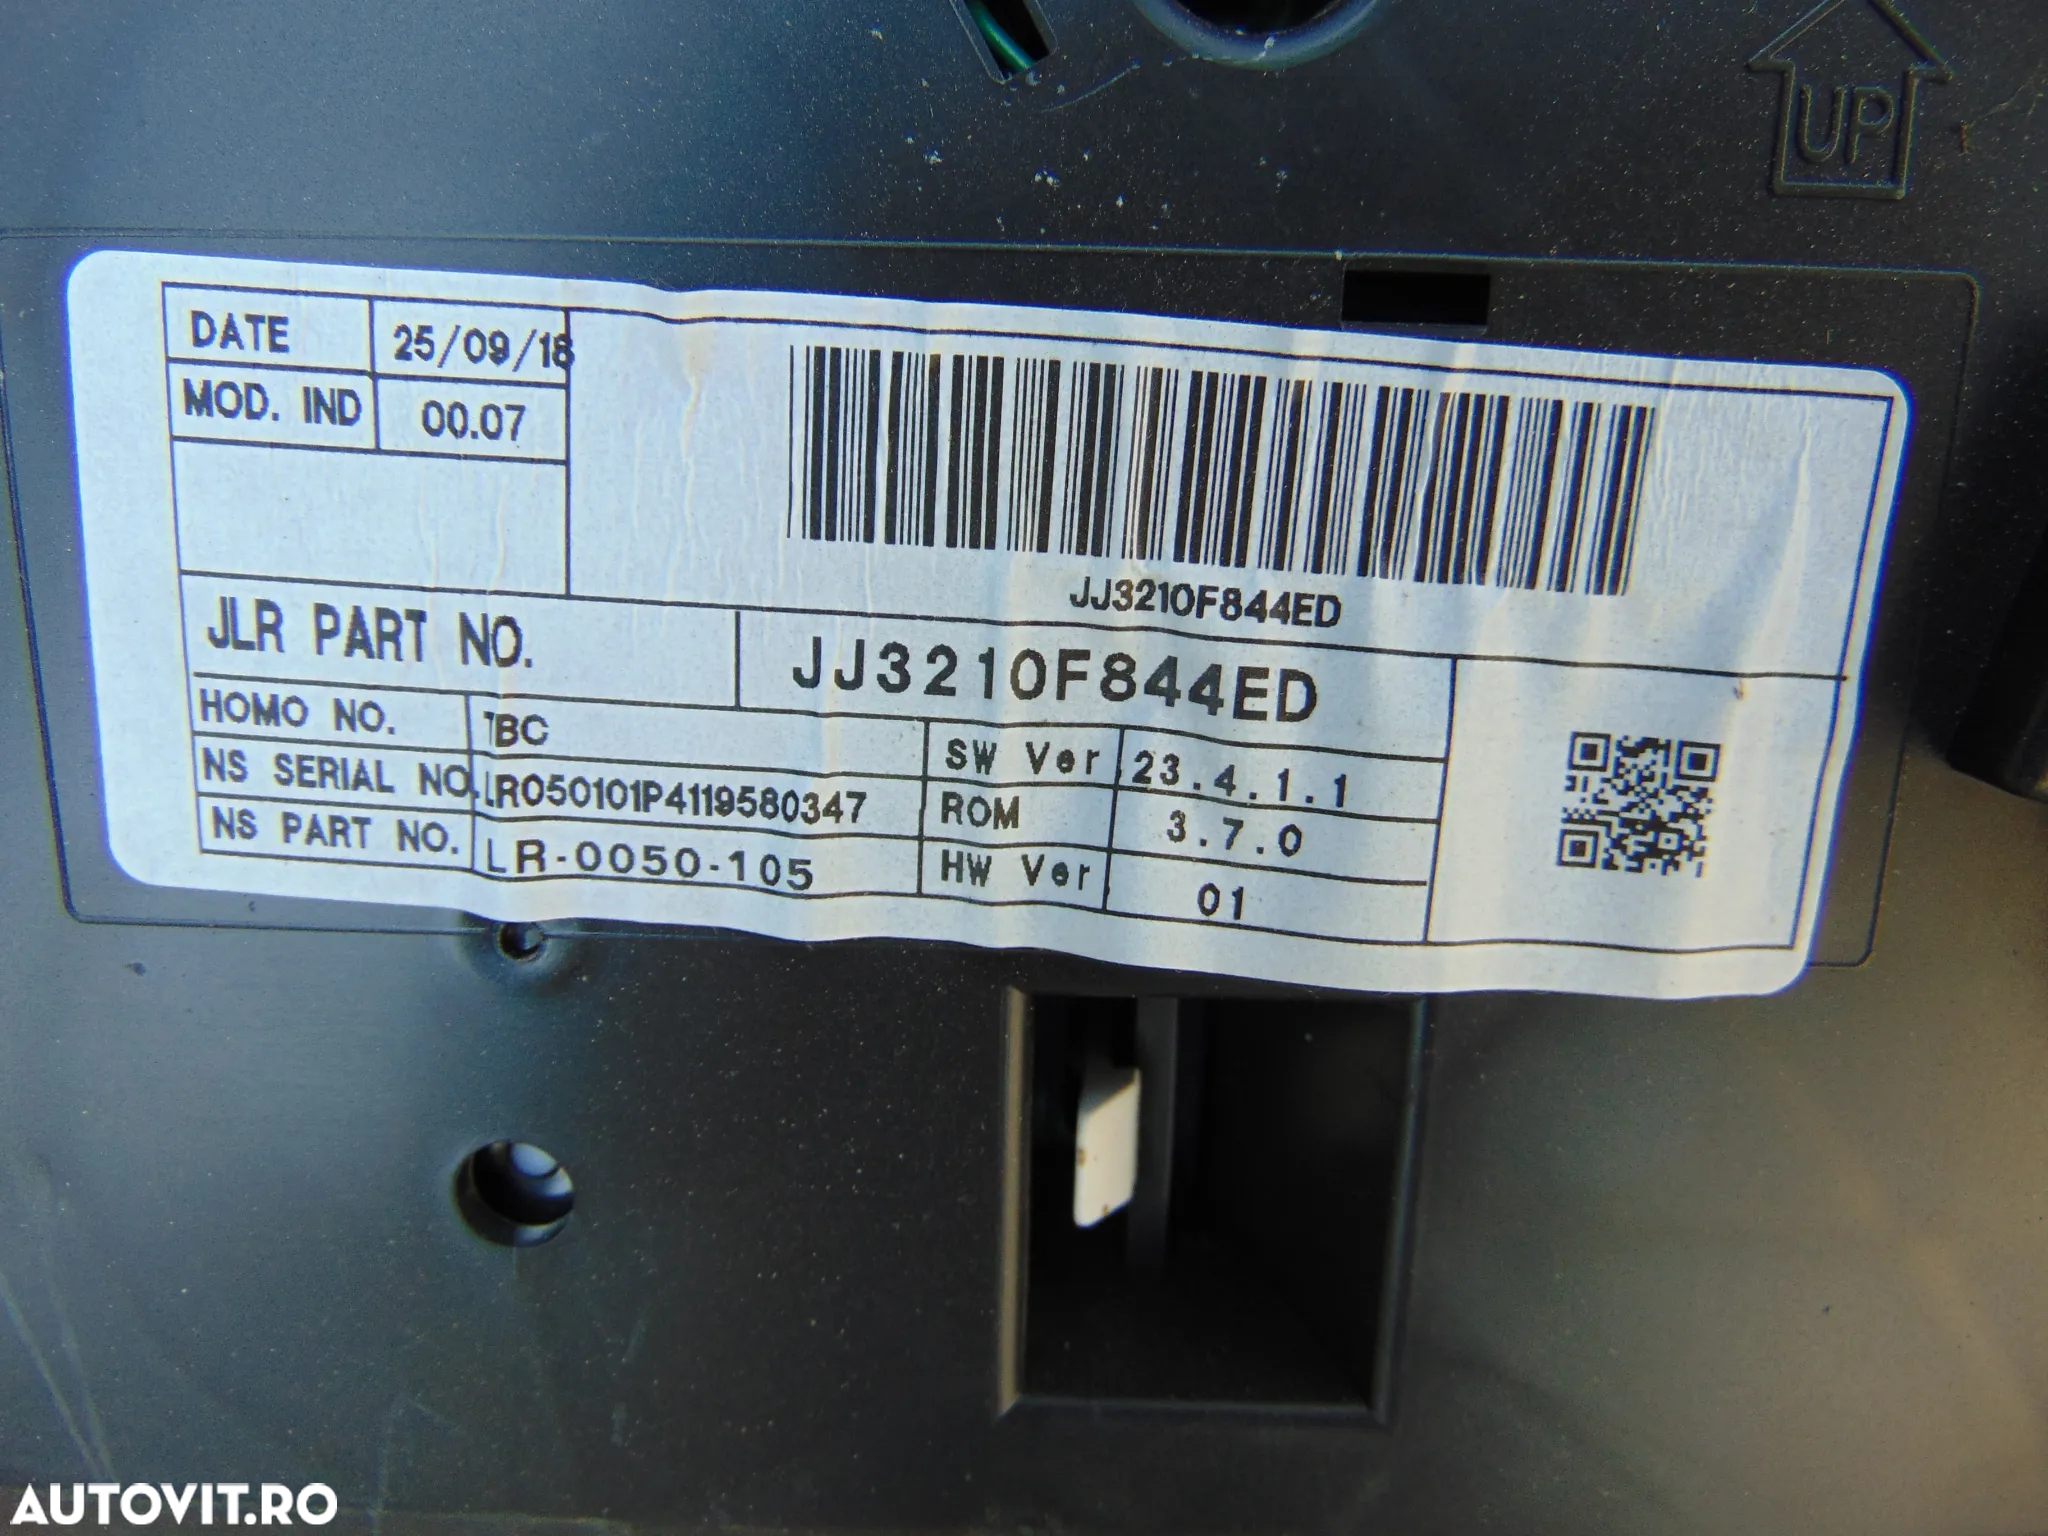 UP
DATE 25/09/18
MOD. IND 00.07
JJ3210F844ED
JLR PART NO. JJ3210F844ED
HOMO NO. TBC
SW Ver 23.4.1.1
NS SERIAL NO. LR050101P4119580347
ROM 3.7.0
NS PART NO. LR-0050-105
HW Ver 01
AUTOVIT.RO